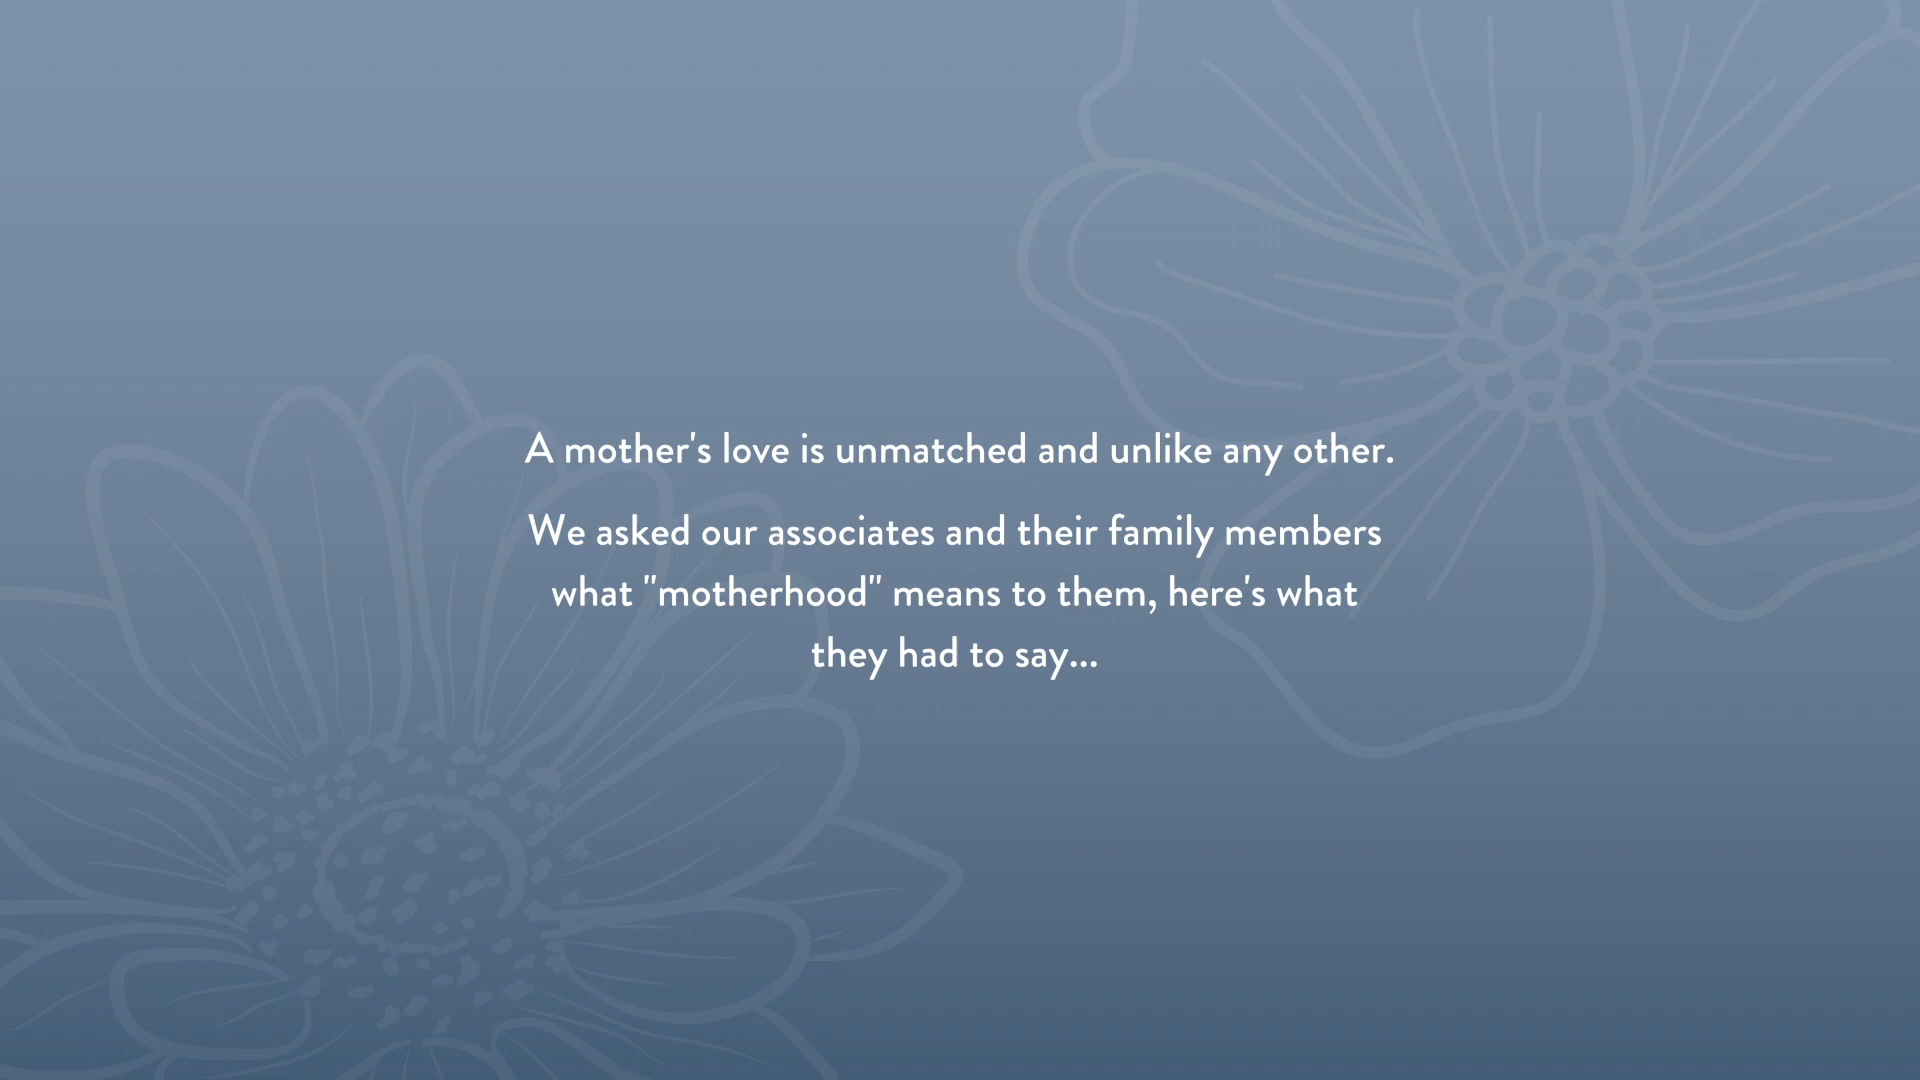 A mother's love is unmatched and unlike any other.
We asked our associates and their family members
what "motherhood" means to them, here's what
they had to say...